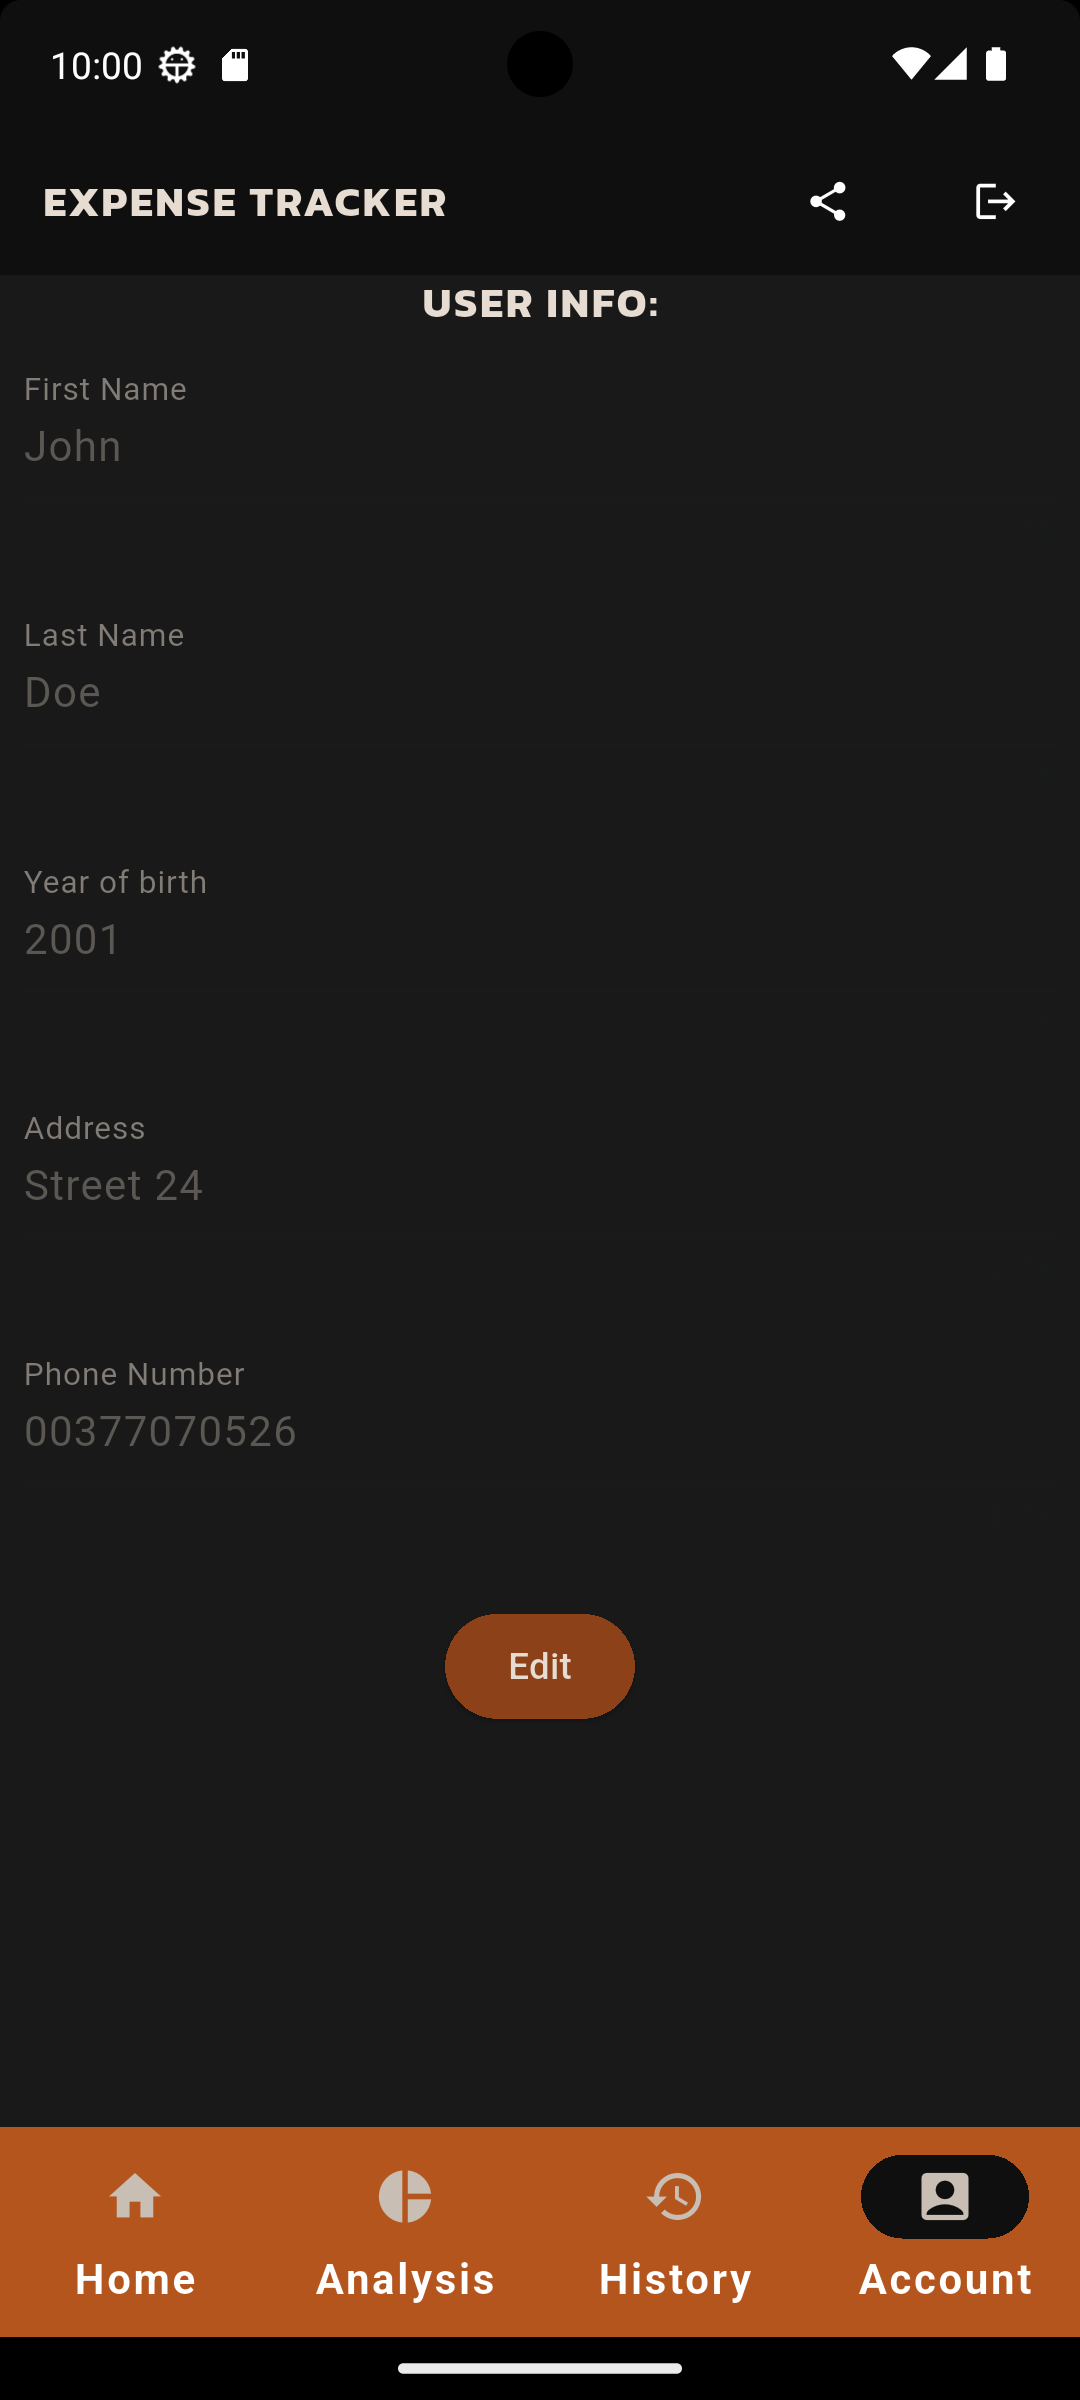 10:00
EXPENSE TRACKER
USER INFO:
First Name
John
Last Name
Doe
Year of birth
2001
Address
Street 24
Phone Number
00377070526
Edit
Home Analysis History Account